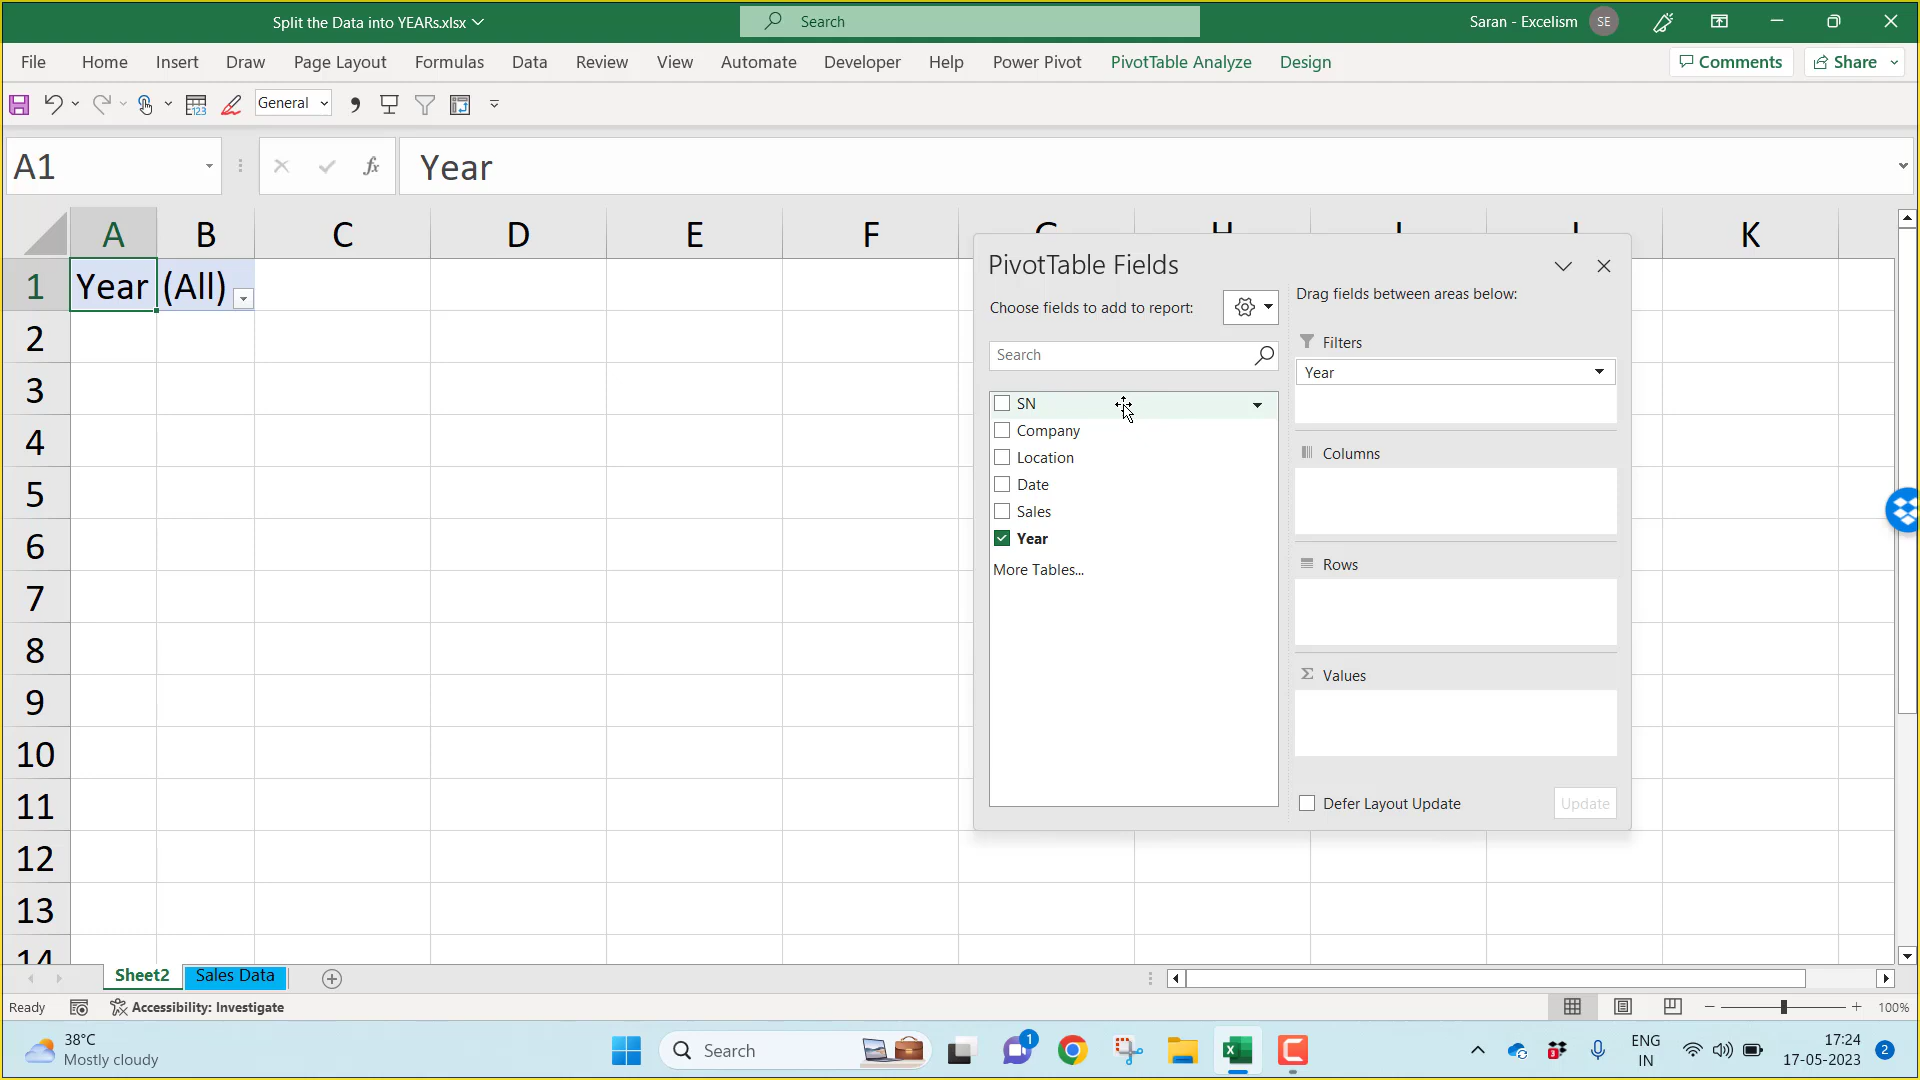 Split the Data into YEARs.xlsx
Search
Saran - Excelism SE
File Home Insert Draw Page Layout Formulas Data Review View Automate Developer Help Power Pivot PivotTable Analyze Design Comments Share
General
A1 fx Year
A B C D E F K
1 Year (All)
PivotTable Fields
Choose fields to add to report:
Search
SN
Company
Location
Date
Sales
Year
More Tables...
Drag fields between areas below:
Filters
Year
Columns
Rows
Σ Values
Defer Layout Update Update
2
3
4
5
6
7
8
9
10
11
12
13
14
Sheet2 Sales Data
Ready Accessibility: Investigate 100%
38°C
Mostly cloudy
Search
1
3
ENG
IN
17:24
17-05-2023
2